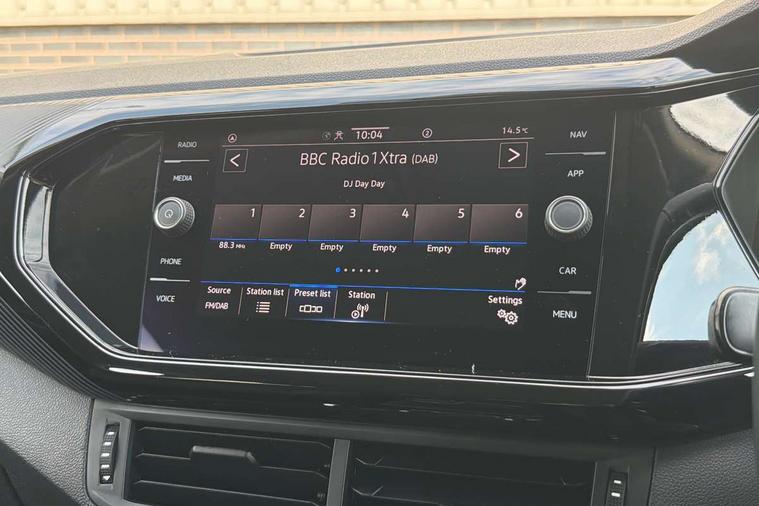 RADIO
MEDIA
PHONE
VOICE
10:04
2
14.5°C
BBC Radio 1Xtra (DAB)
DJ Day Day
1 2 3 4 5 6
88.3 MHz Empty Empty Empty Empty Empty
Source Station list Preset list Station Settings
FM/DAB
NAV
APP
CAR
MENU